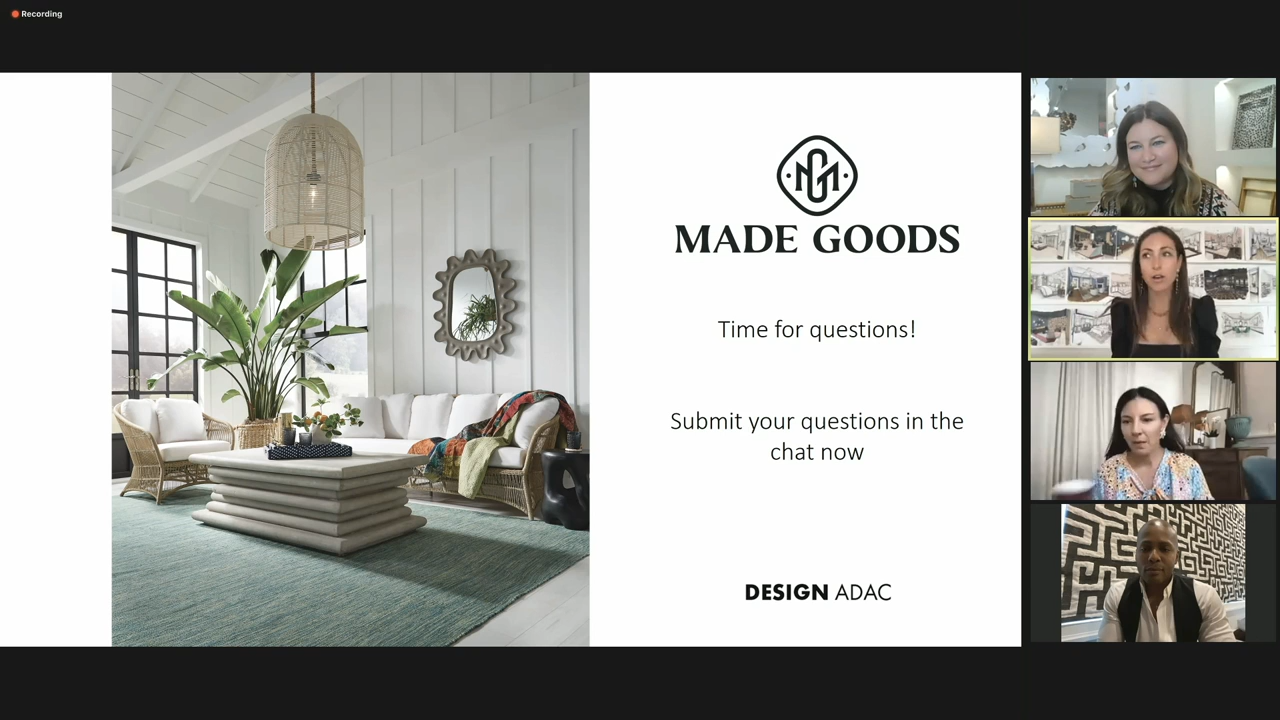 Recording
MADE GOODS
Time for questions!
Submit your questions in the
chat now
DESIGN ADAC